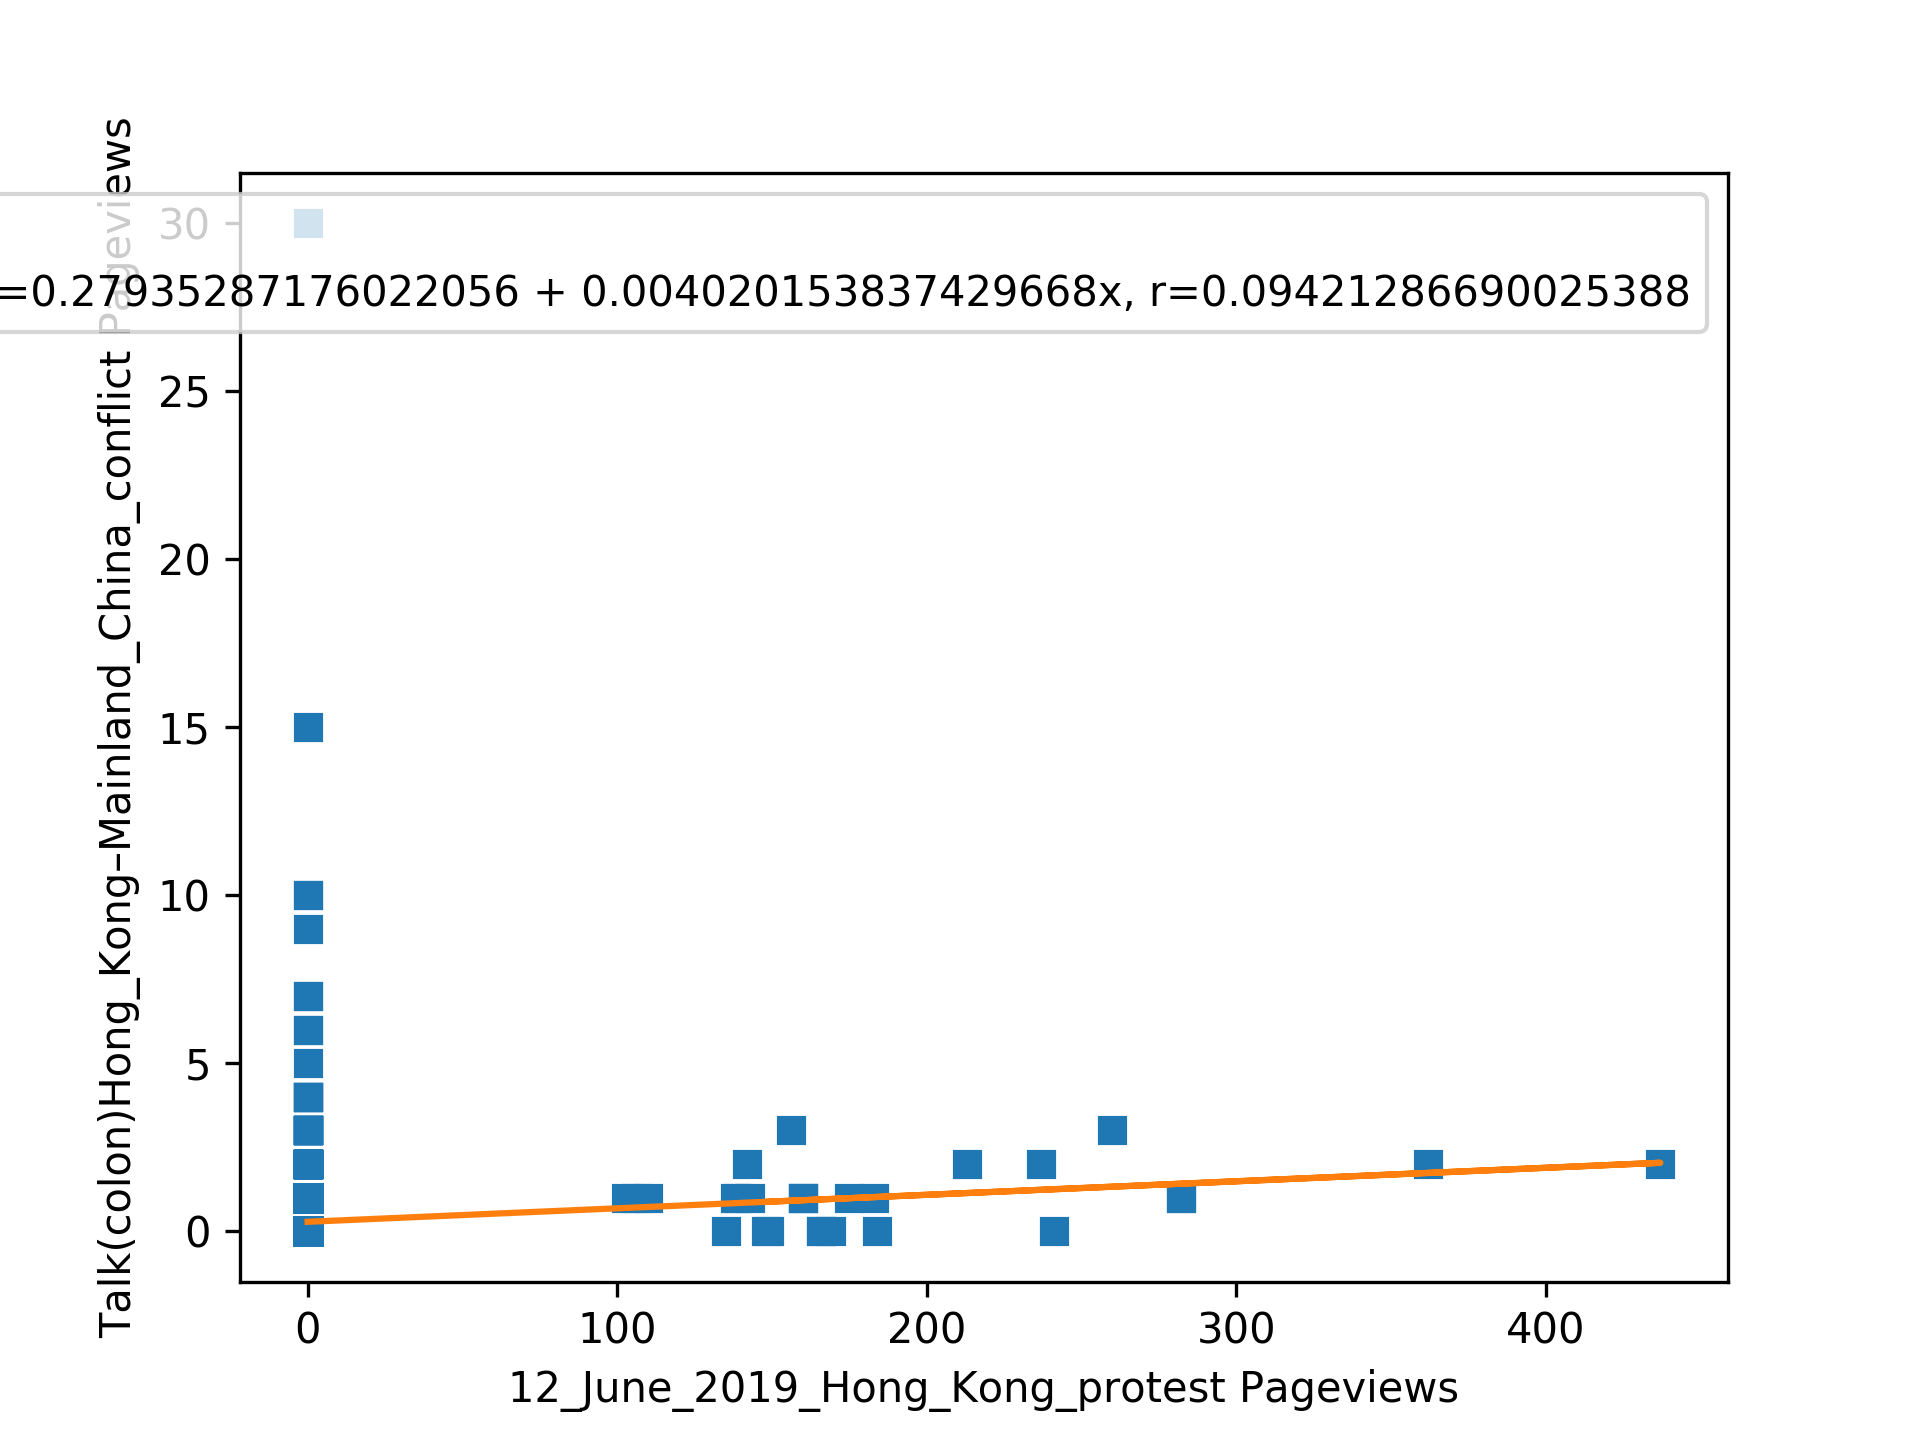 Talk(colon)Hong_Kong–Mainland_China_conflict Pageviews
30
=0.27935287176022056 + 0.004020153837429668x, r=0.09421286690025388
25
20
15
10
5
0
0 100 200 300 400
12_June_2019_Hong_Kong_protest Pageviews